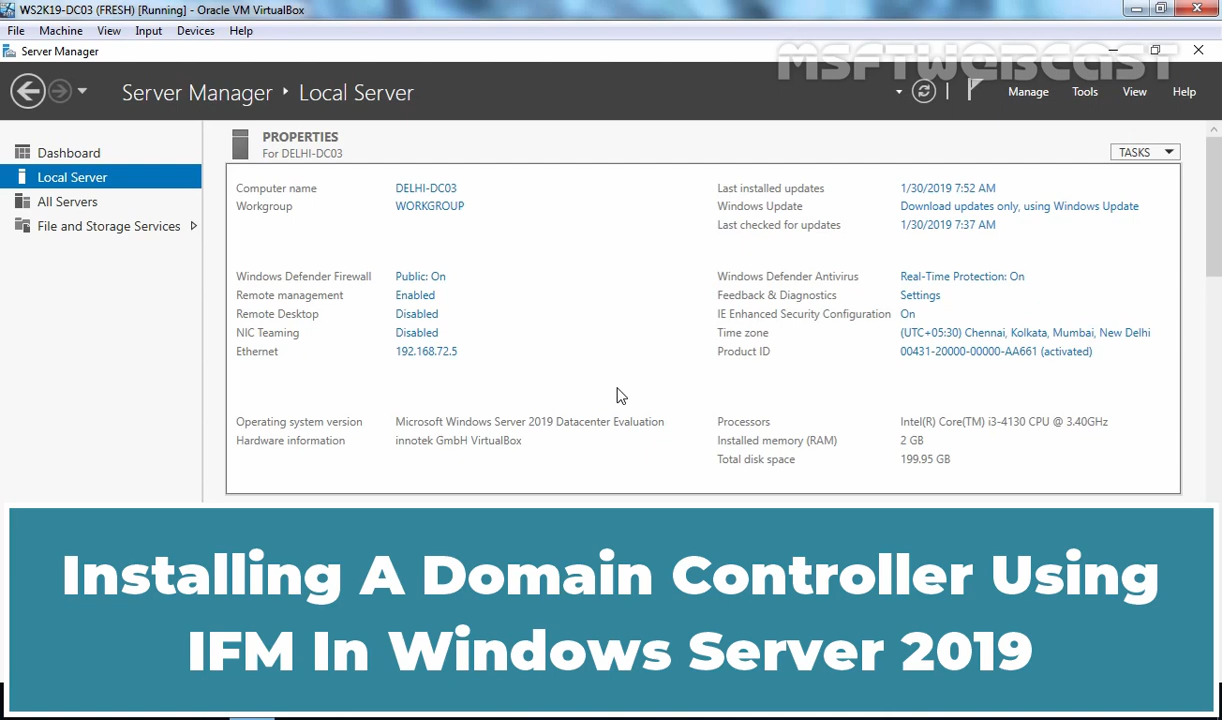 WS2K19-DC03 (FRESH) [Running] - Oracle VM VirtualBox
File Machine View Input Devices Help
Server Manager
MSFTWEBCAST
Server Manager ‣ Local Server
Manage Tools View Help
Dashboard
Local Server
All Servers
File and Storage Services
PROPERTIES
For DELHI-DC03
TASKS
Computer name DELHI-DC03
Workgroup WORKGROUP
Last installed updates 1/30/2019 7:52 AM
Windows Update Download updates only, using Windows Update
Last checked for updates 1/30/2019 7:37 AM
Windows Defender Firewall Public: On
Remote management Enabled
Remote Desktop Disabled
NIC Teaming Disabled
Ethernet 192.168.72.5
Windows Defender Antivirus Real-Time Protection: On
Feedback & Diagnostics Settings
IE Enhanced Security Configuration On
Time zone (UTC+05:30) Chennai, Kolkata, Mumbai, New Delhi
Product ID 00431-20000-00000-AA661 (activated)
Operating system version Microsoft Windows Server 2019 Datacenter Evaluation
Hardware information innotek GmbH VirtualBox
Processors Intel(R) Core(TM) i3-4130 CPU @ 3.40GHz
Installed memory (RAM) 2 GB
Total disk space 199.95 GB
Installing A Domain Controller Using
IFM In Windows Server 2019